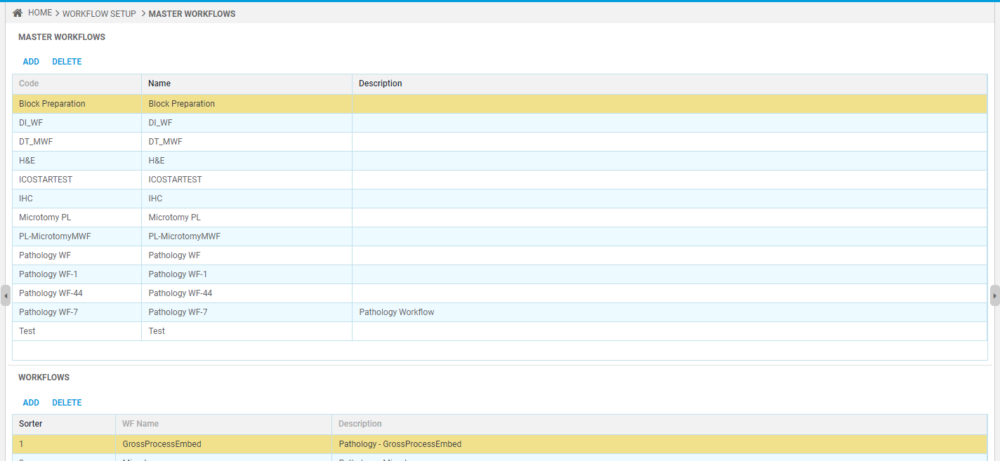 HOME > WORKFLOW SETUP > MASTER WORKFLOWS
MASTER WORKFLOWS
ADD DELETE
Code Name Description
Block Preparation Block Preparation
DI_WF DI_WF
DT_MWF DT_MWF
H&E H&E
ICOSTARTEST ICOSTARTEST
IHC IHC
Microtomy PL Microtomy PL
PL-MicrotomyMWF PL-MicrotomyMWF
Pathology WF Pathology WF
Pathology WF-1 Pathology WF-1
Pathology WF-44 Pathology WF-44
Pathology WF-7 Pathology WF-7 Pathology Workflow
Test Test
WORKFLOWS
ADD DELETE
Sorter WF Name Description
1 GrossProcessEmbed Pathology - GrossProcessEmbed